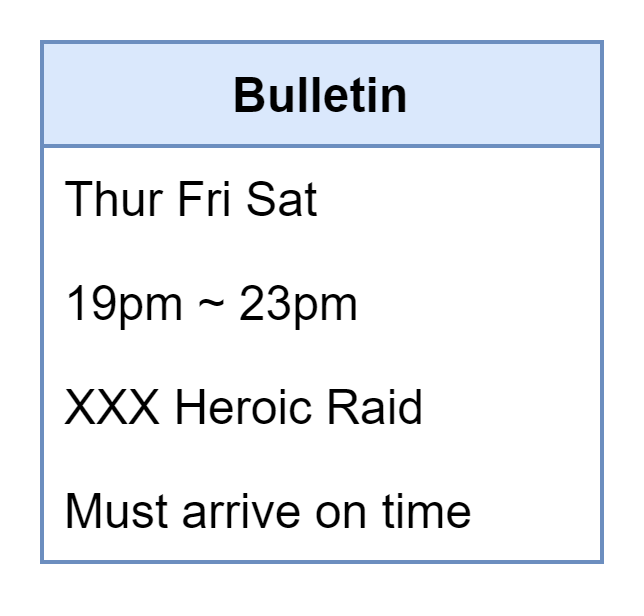 Bulletin
Thur Fri Sat
19pm ~ 23pm
XXX Heroic Raid
Must arrive on time